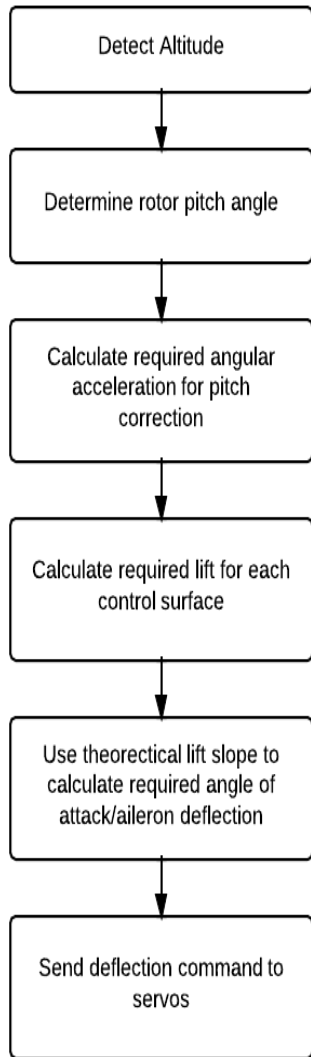 Detect Altitude
Determine rotor pitch angle
Calculate required angular
acceleration for pitch
correction
Calculate required lift for each
control surface
Use theorectical lift slope to
calculate required angle of
attack/aileron deflection
Send deflection command to
servos